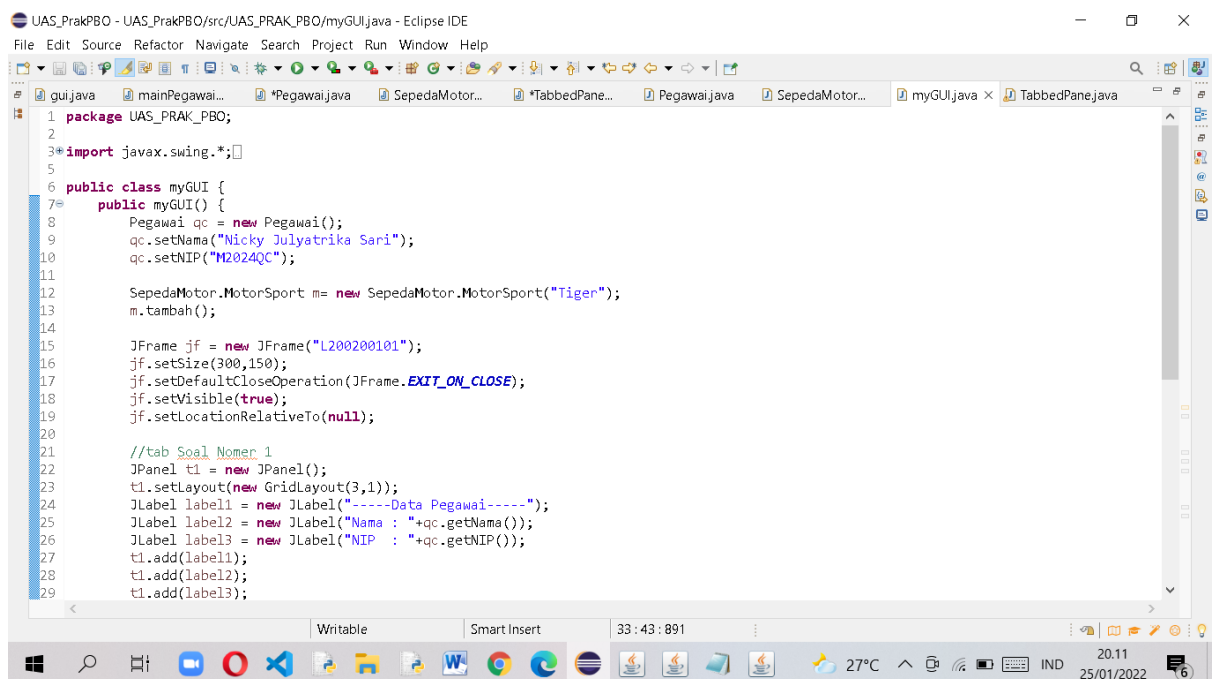 UAS_PrakPBO - UAS_PrakPBO/src/UAS_PRAK_PBO/myGUI.java - Eclipse IDE
File Edit Source Refactor Navigate Search Project Run Window Help
gui.java mainPegawai... *Pegawai.java SepedaMotor... *TabbedPane... Pegawai.java SepedaMotor... myGUI.java TabbedPane.java
1 package UAS_PRAK_PBO;
2
3 import javax.swing.*;
5
6 public class myGUI {
7 public myGUI() {
8 Pegawai qc = new Pegawai();
9 qc.setNama("Nicky Julyatrika Sari");
10 qc.setNIP("M2024QC");
11
12 SepedaMotor.MotorSport m= new SepedaMotor.MotorSport("Tiger");
13 m.tambah();
14
15 JFrame jf = new JFrame("L200200101");
16 jf.setSize(300,150);
17 jf.setDefaultCloseOperation(JFrame.EXIT_ON_CLOSE);
18 jf.setVisible(true);
19 jf.setLocationRelativeTo(null);
20
21 //tab Soal Nomer 1
22 JPanel t1 = new JPanel();
23 t1.setLayout(new GridLayout(3,1));
24 JLabel label1 = new JLabel("-----Data Pegawai-----");
25 JLabel label2 = new JLabel("Nama : "+qc.getNama());
26 JLabel label3 = new JLabel("NIP  : "+qc.getNIP());
27 t1.add(label1);
28 t1.add(label2);
29 t1.add(label3);
Writable Smart Insert 33 : 43 : 891
27°C IND 20.11
25/01/2022 6